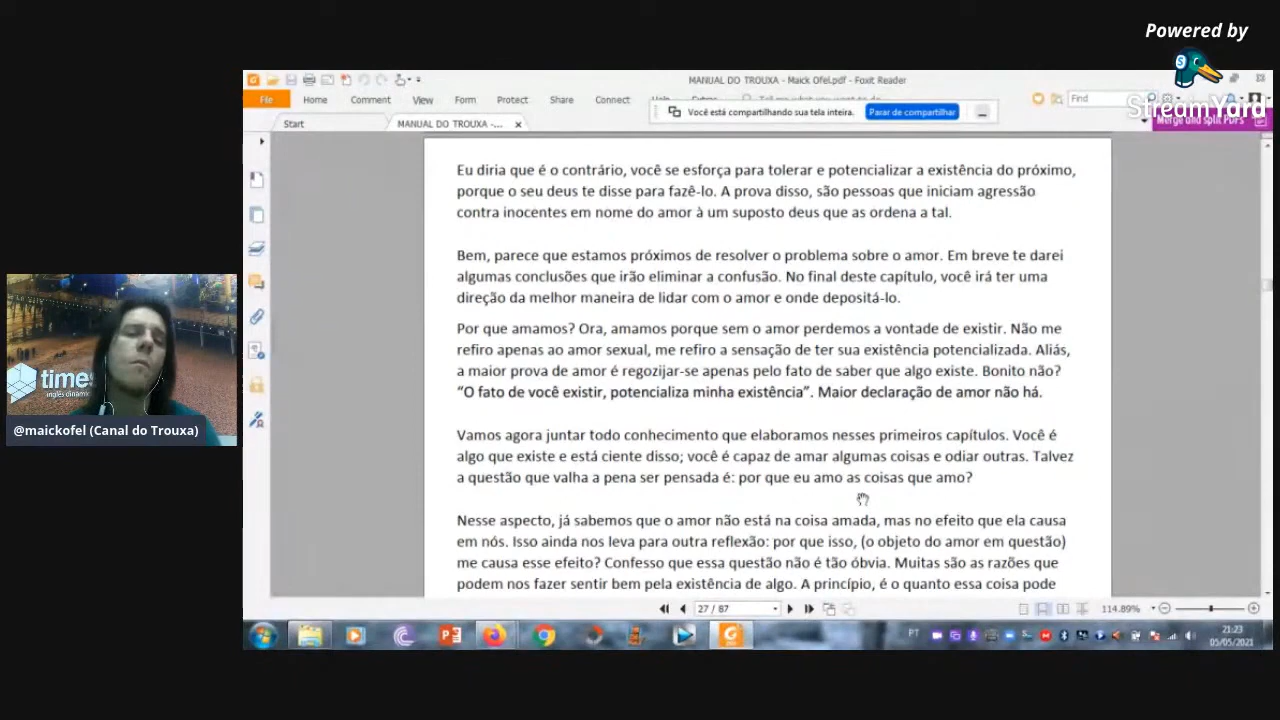 Powered by
StreamYard
MANUAL DO TROUXA - Maick Ofel.pdf - Foxit Reader
File Home Comment View Form Protect Share Connect Find
Você está compartilhando sua tela inteira. Parar de compartilhar
Merge and split PDFs
Start MANUAL DO TROUXA -...
Eu diria que é o contrário, você se esforça para tolerar e potencializar a existência do próximo,
porque o seu deus te disse para fazê-lo. A prova disso, são pessoas que iniciam agressão
contra inocentes em nome do amor à um suposto deus que as ordena a tal.
Bem, parece que estamos próximos de resolver o problema sobre o amor. Em breve te darei
algumas conclusões que irão eliminar a confusão. No final deste capítulo, você irá ter uma
direção da melhor maneira de lidar com o amor e onde depositá-lo.
Por que amamos? Ora, amamos porque sem o amor perdemos a vontade de existir. Não me
refiro apenas ao amor sexual, me refiro a sensação de ter sua existência potencializada. Aliás,
a maior prova de amor é regozijar-se apenas pelo fato de saber que algo existe. Bonito não?
“O fato de você existir, potencializa minha existência”. Maior declaração de amor não há.
Vamos agora juntar todo conhecimento que elaboramos nesses primeiros capítulos. Você é
algo que existe e está ciente disso; você é capaz de amar algumas coisas e odiar outras. Talvez
a questão que valha a pena ser pensada é: por que eu amo as coisas que amo?
Nesse aspecto, já sabemos que o amor não está na coisa amada, mas no efeito que ela causa
em nós. Isso ainda nos leva para outra reflexão: por que isso, (o objeto do amor em questão)
me causa esse efeito? Confesso que essa questão não é tão óbvia. Muitas são as razões que
podem nos fazer sentir bem pela existência de algo. A princípio, é o quanto essa coisa pode
times
inglês dinâmic
@maickofel (Canal do Trouxa)
27 / 87
114.89%
PT
21:23
05/05/2021